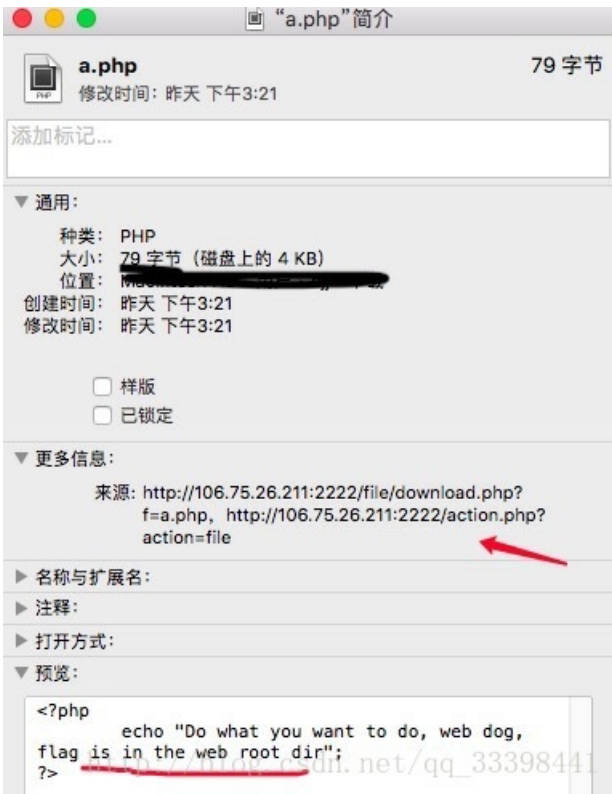 “a.php”简介
a.php
79 字节
修改时间：昨天 下午3:21
PHP
添加标记...
通用：
种类： PHP
大小： 79 字节（磁盘上的 4 KB）
位置：
创建时间： 昨天 下午3:21
修改时间： 昨天 下午3:21
样版
已锁定
更多信息：
来源: http://106.75.26.211:2222/file/download.php?
f=a.php， http://106.75.26.211:2222/action.php?
action=file
名称与扩展名：
注释：
打开方式：
预览：
<?php
echo "Do what you want to do, web dog,
flag is in the web root dir";
?>
http://blog.csdn.net/qq_33398441